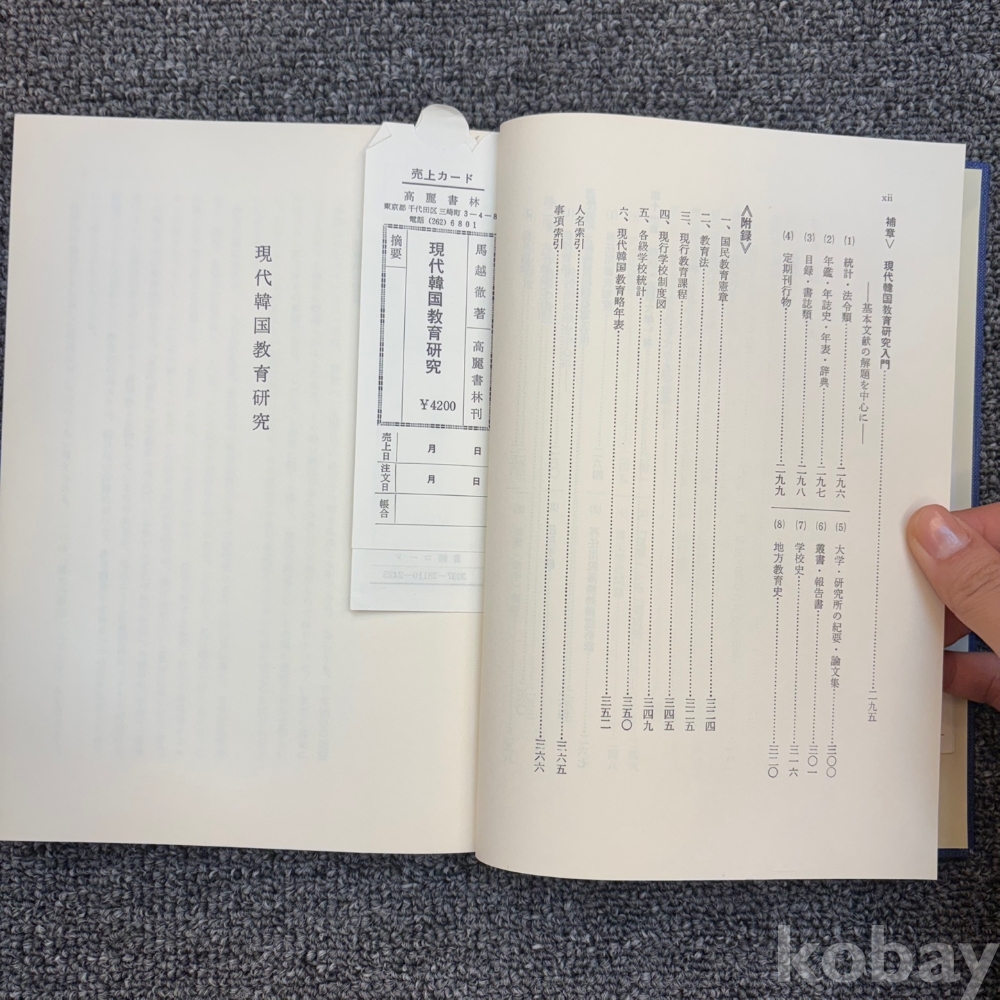 xii
補章〉 現代韓国教育研究入門……二九五
――基本文献の解題を中心に――
(1) 統計・法令類……二九六
(2) 年鑑・年誌史・年表・辞典……二九七
(3) 目録・書誌類……二九八
(4) 定期刊行物……二九九
(5) 大学・研究所の紀要・論文集……三〇〇
(6) 叢書・報告書……三〇一
(7) 学校史……三一六
(8) 地方教育史……三二〇
《附録》
一、国民教育憲章……三二四
二、教育法……三二五
三、現行教育課程……三四五
四、現行学校制度図……三四九
五、各級学校統計……三五〇
六、現代韓国教育略年表……三五二
人名索引……三六五
事項索引……三六六
売上カード
高麗書林
東京都千代田区三崎町3-4-8
電話 (262) 6801
馬越徹著
高麗書林刊
現代韓国教育研究
¥4200
摘要
売上日 月 日
注文日 月 日
帳合
現代韓国教育研究
kobay